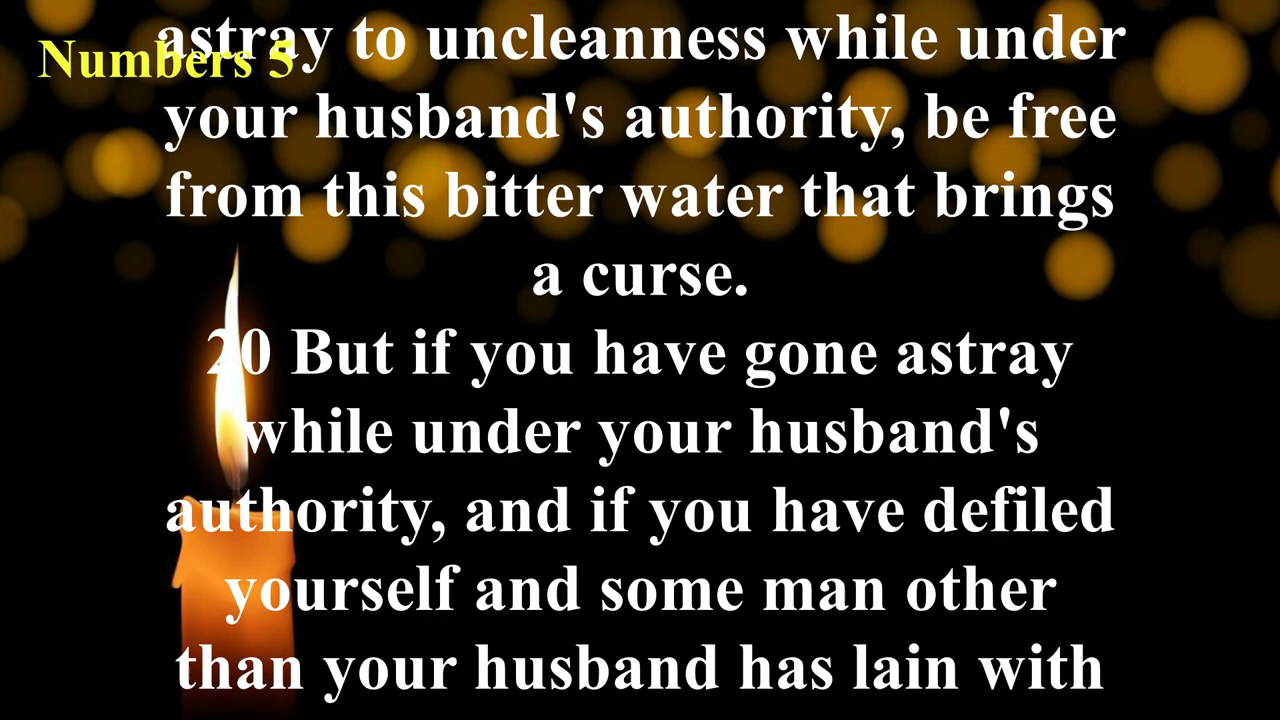 Numbers 5
astray to uncleanness while under
your husband's authority, be free
from this bitter water that brings
a curse.
20 But if you have gone astray
while under your husband's
authority, and if you have defiled
yourself and some man other
than your husband has lain with